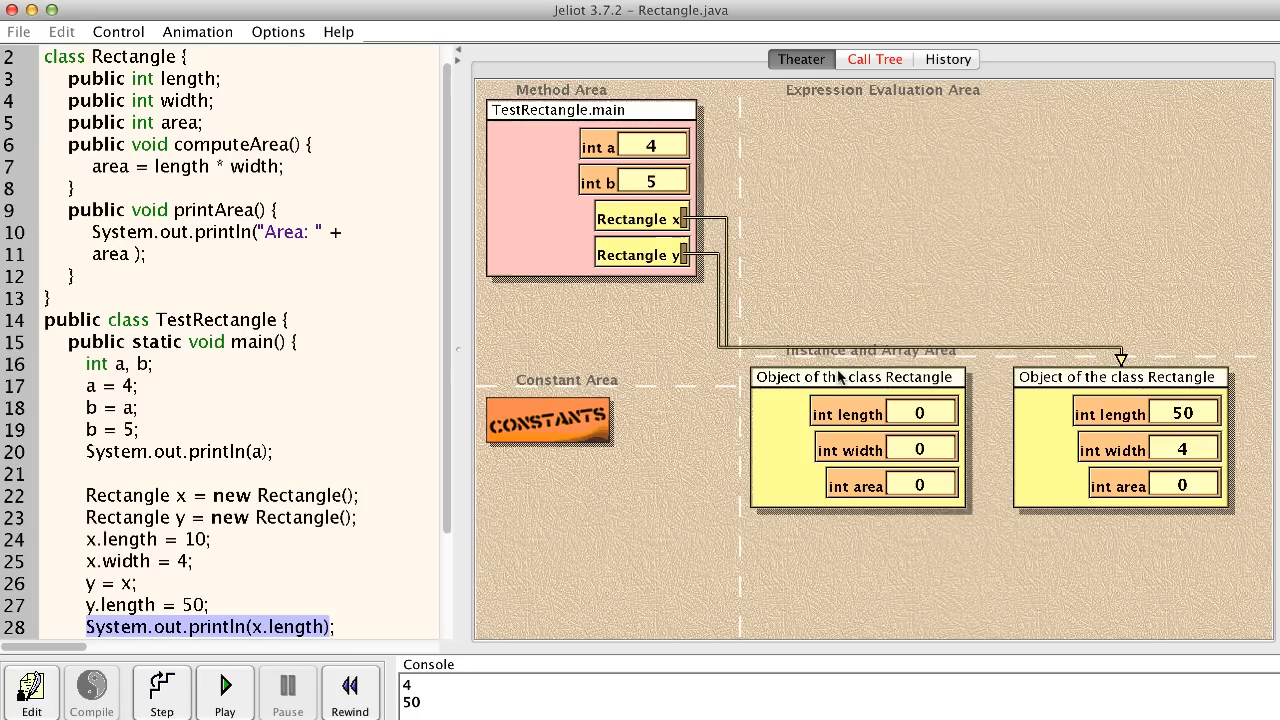 Jeliot 3.7.2 - Rectangle.java
File Edit Control Animation Options Help
2 class Rectangle {
3 public int length;
4 public int width;
5 public int area;
6 public void computeArea() {
7 area = length * width;
8 }
9 public void printArea() {
10 System.out.println("Area: " +
11 area );
12 }
13 }
14 public class TestRectangle {
15 public static void main() {
16 int a, b;
17 a = 4;
18 b = a;
19 b = 5;
20 System.out.println(a);
21
22 Rectangle x = new Rectangle();
23 Rectangle y = new Rectangle();
24 x.length = 10;
25 x.width = 4;
26 y = x;
27 y.length = 50;
28 System.out.println(x.length);
Theater Call Tree History
Method Area
Expression Evaluation Area
TestRectangle.main
int a 4
int b 5
Rectangle x
Rectangle y
Constant Area
CONSTANTS
Instance and Array Area
Object of the class Rectangle
int length 0
int width 0
int area 0
Object of the class Rectangle
int length 50
int width 4
int area 0
Edit Compile Step Play Pause Rewind
Console
4
50